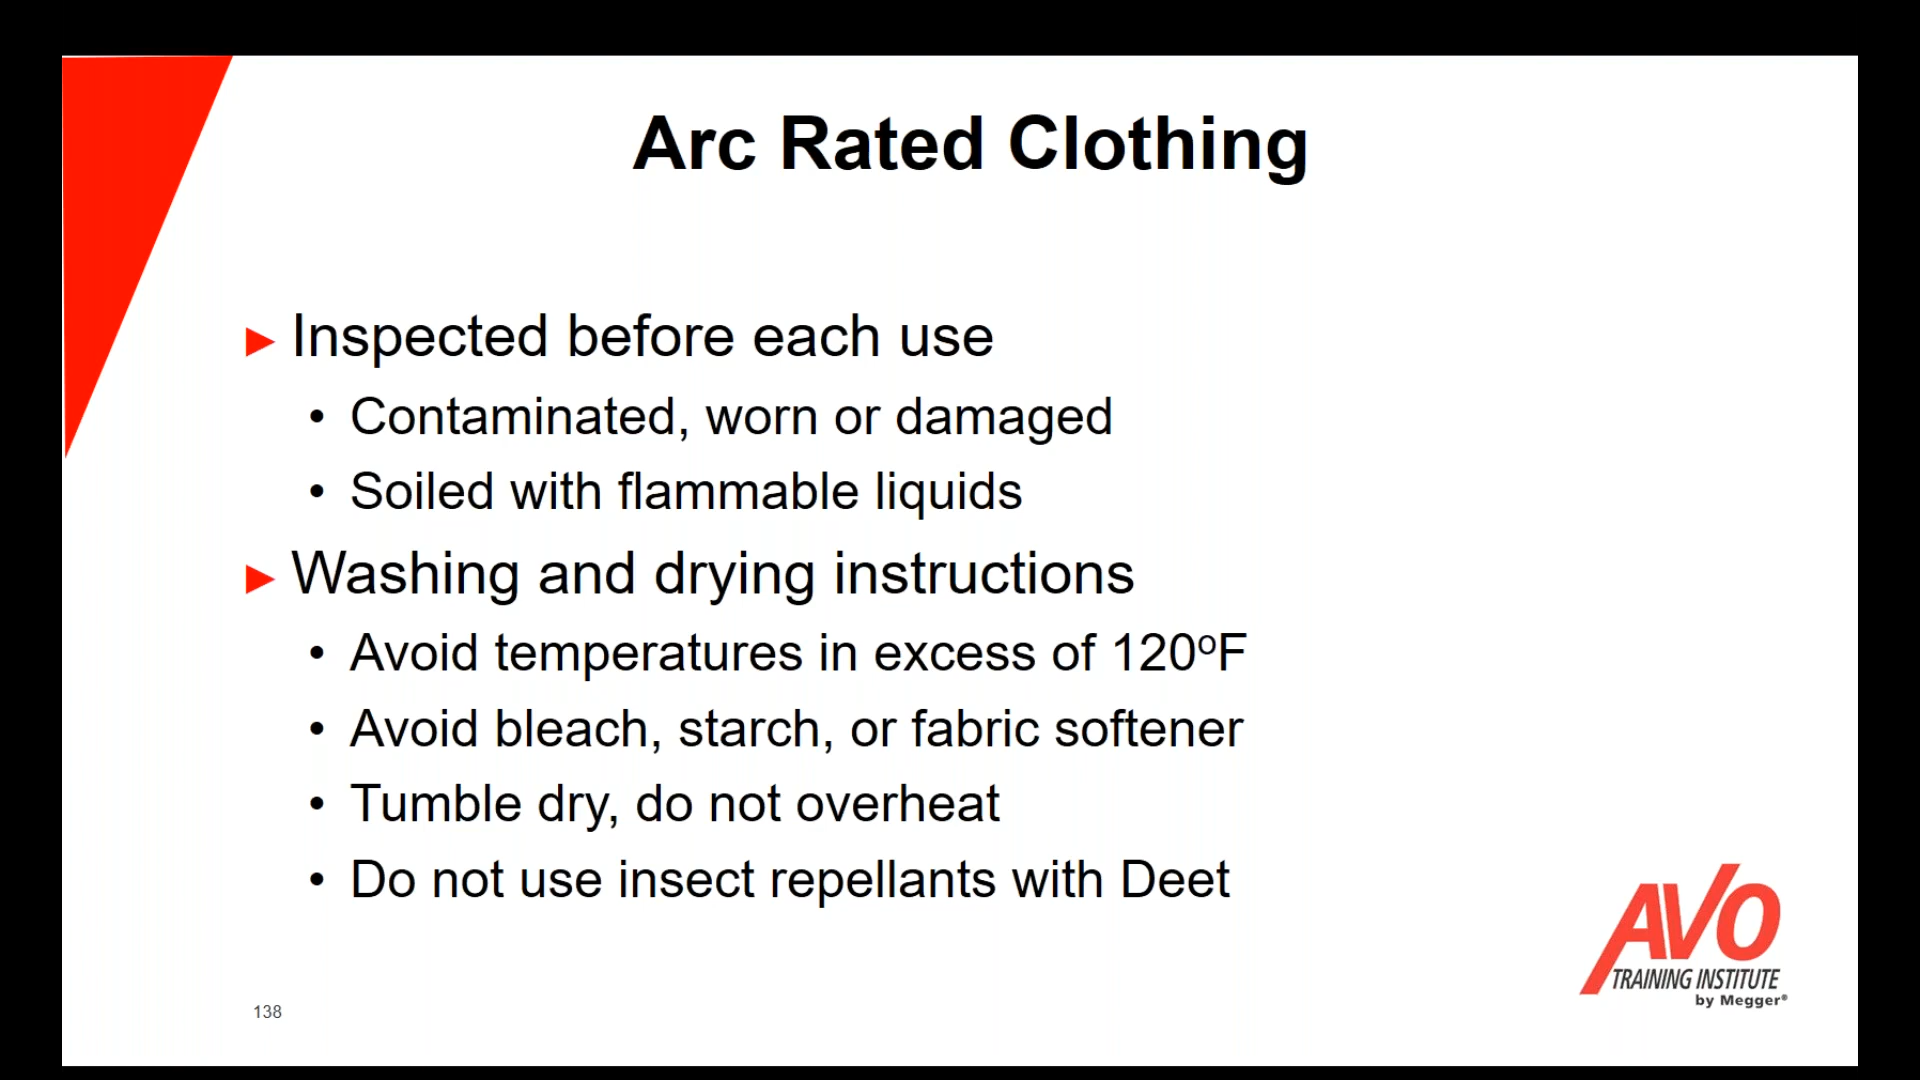 Arc Rated Clothing
► Inspected before each use
• Contaminated, worn or damaged
• Soiled with flammable liquids
► Washing and drying instructions
• Avoid temperatures in excess of 120ºF
• Avoid bleach, starch, or fabric softener
• Tumble dry, do not overheat
• Do not use insect repellants with Deet
AVO
TRAINING INSTITUTE
by Megger®
138